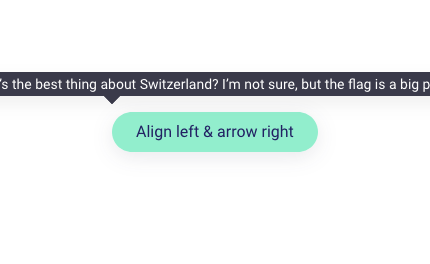 's the best thing about Switzerland? I'm not sure, but the flag is a big p
Align left & arrow right